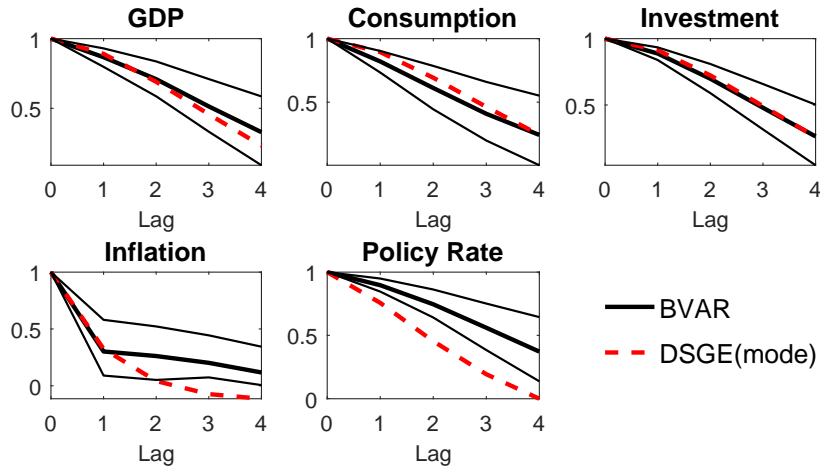 GDP
Consumption
Investment
1
0.5
0 1 2 3 4
Lag
1
0.5
0 1 2 3 4
Lag
1
0.5
0 1 2 3 4
Lag
Inflation
Policy Rate
1
0.5
0
0 1 2 3 4
Lag
1
0.5
0
0 1 2 3 4
Lag
BVAR
DSGE(mode)